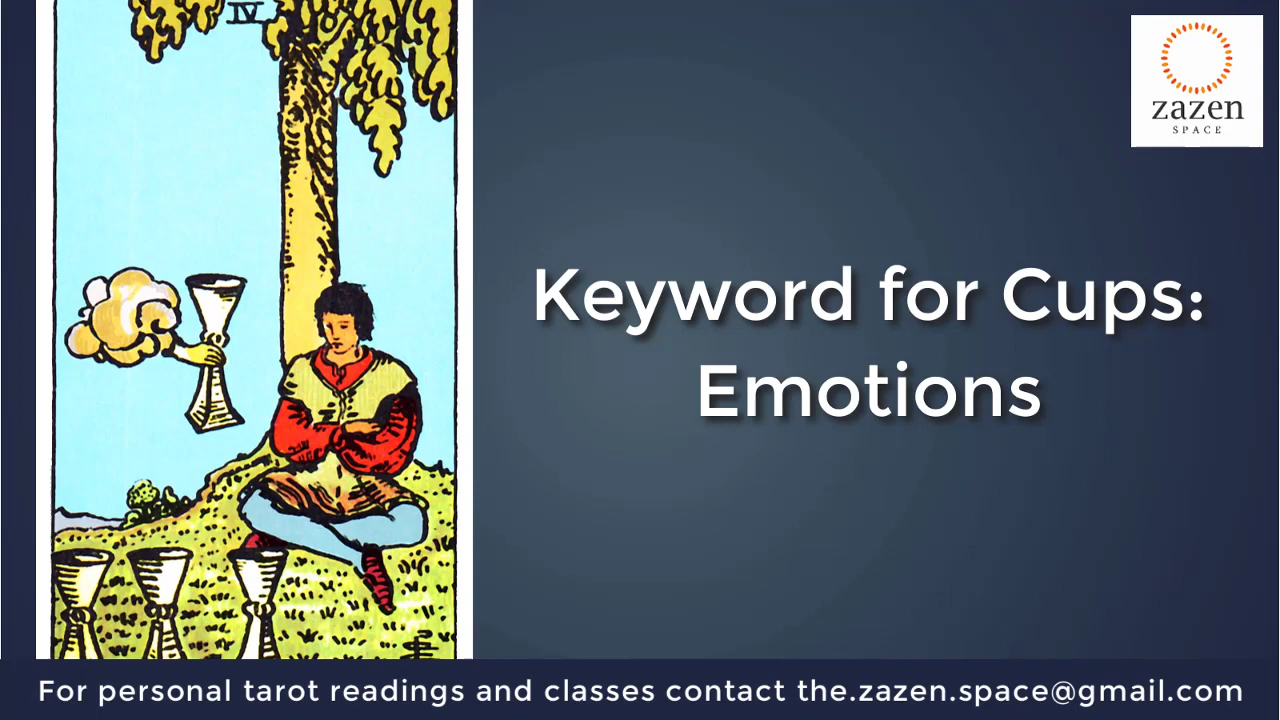 IV
zazen
SPACE
Keyword for Cups:
Emotions
For personal tarot readings and classes contact the.zazen.space@gmail.com